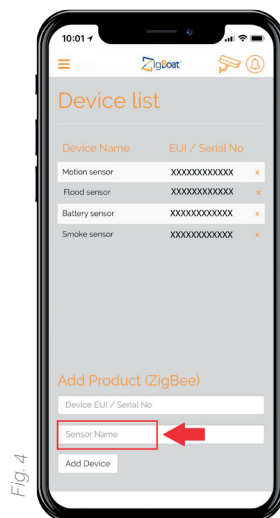 10:01
ZigBoat
Device list
Device Name EUI / Serial No
Motion sensor XXXXXXXXXXXX x
Flood sensor XXXXXXXXXXXX x
Battery sensor XXXXXXXXXXXX x
Smoke sensor XXXXXXXXXXXX x
Add Product (ZigBee)
Device EUI / Serial No
Sensor Name
Add Device
Fig. 4